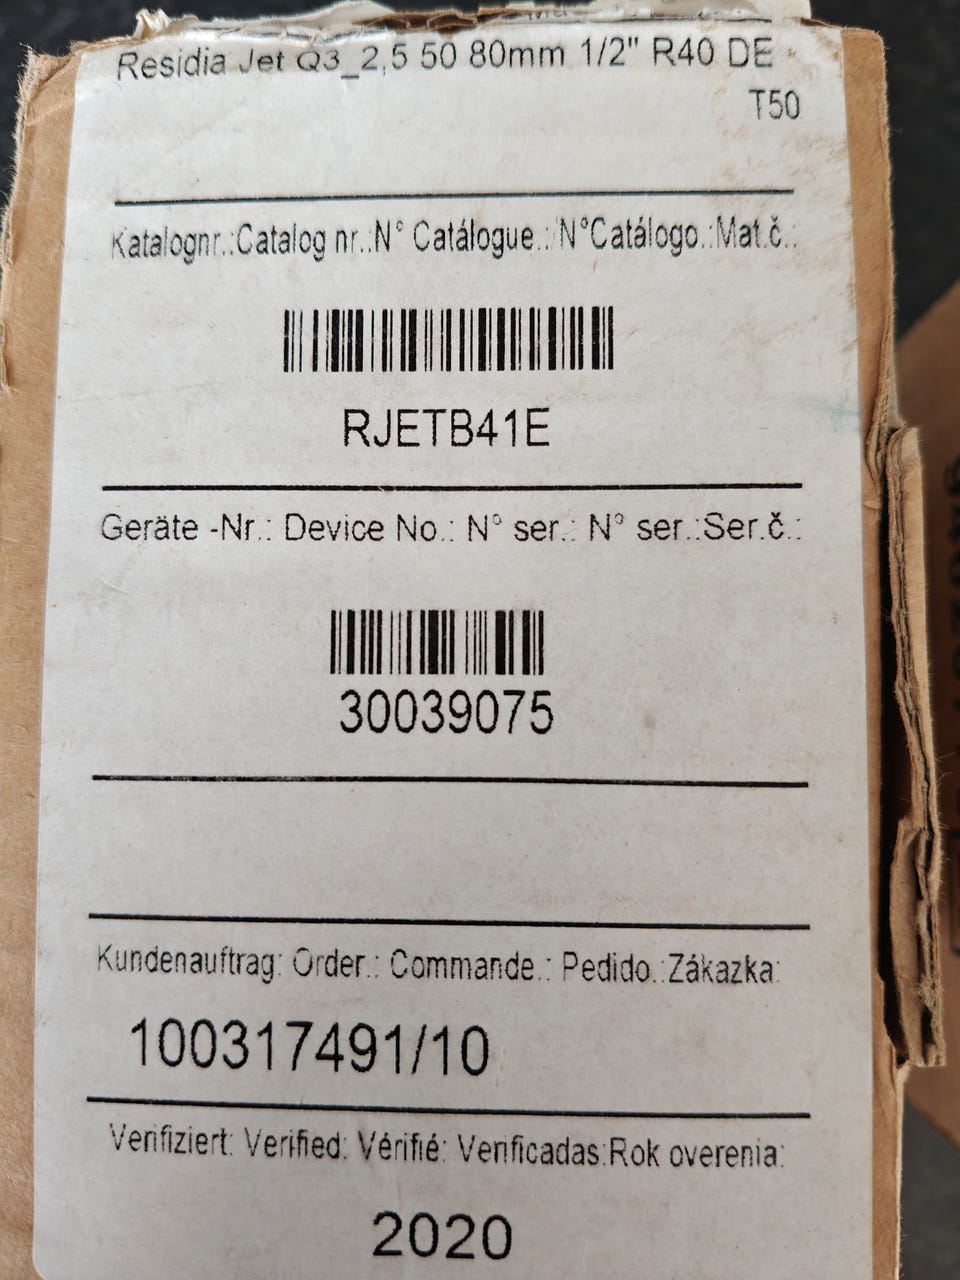 Residia Jet Q3_2,5 50 80mm 1/2" R40 DE
T50
Katalognr.:Catalog nr.:N° Catálogue.: N°Catálogo.:Mat.č.:
RJETB41E
Geräte -Nr.: Device No.: N° ser.: N° ser.:Ser.č.:
30039075
Kundenauftrag: Order.: Commande.: Pedido.:Zákazka:
100317491/10
Verifiziert: Verified: Vérifié: Verificadas:Rok overenia:
2020